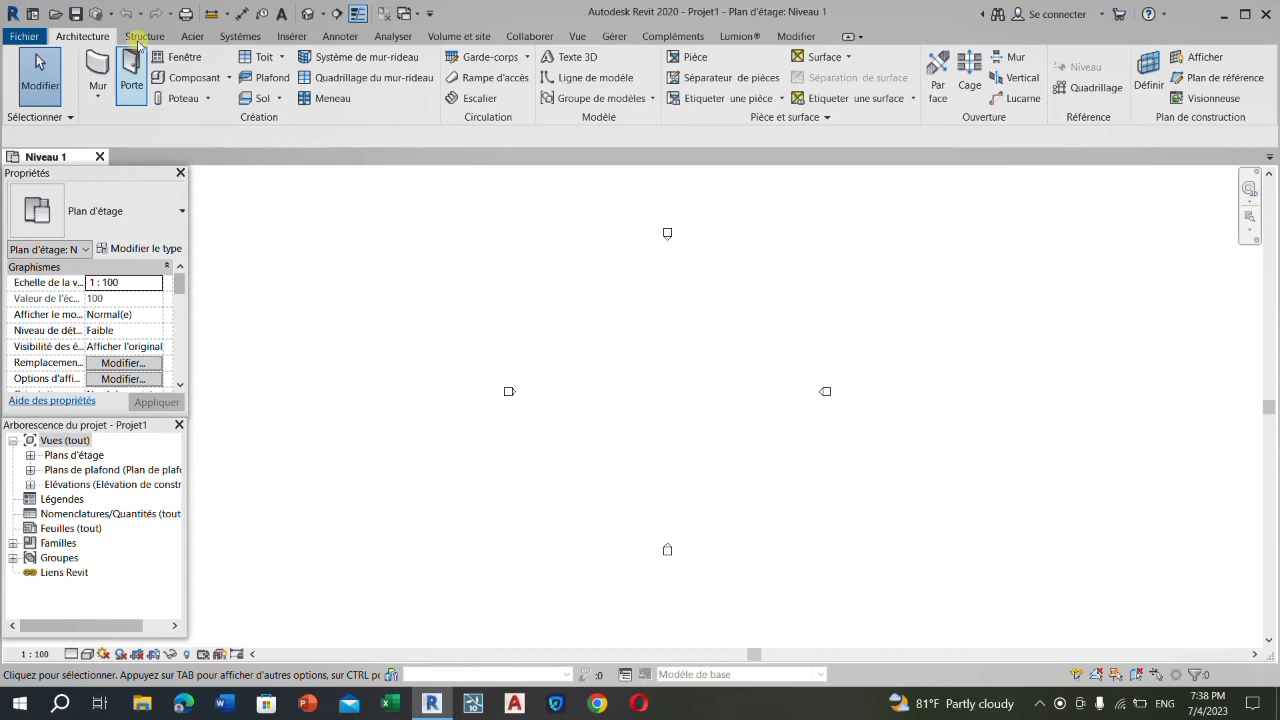 Autodesk Revit 2020 - Projet1 - Plan d'étage: Niveau 1
Se connecter
Fichier Architecture Structure Acier Systèmes Insérer Annoter Analyser Volume et site Collaborer Vue Gérer Compléments Lumion® Modifier
Modifier Mur Porte Fenêtre Toit Système de mur-rideau Garde-corps Texte 3D Pièce Surface Par face Cage Mur Niveau Définir Afficher
Composant Plafond Quadrillage du mur-rideau Rampe d'accès Ligne de modèle Séparateur de pièces Séparation de surface Vertical Quadrillage Plan de référence
Poteau Sol Meneau Escalier Groupe de modèles Etiqueter une pièce Etiqueter une surface Lucarne Visionneuse
Sélectionner Création Circulation Modèle Pièce et surface Ouverture Référence Plan de construction
Niveau 1
Propriétés
Plan d'étage
Plan d'étage: N Modifier le type
Graphismes
Echelle de la v... 1 : 100
Valeur de l'éc... 100
Afficher le mo... Normal(e)
Niveau de dét... Faible
Visibilité des é... Afficher l'original
Remplacemen... Modifier...
Options d'affi... Modifier...
Aide des propriétés Appliquer
Arborescence du projet - Projet1
Vues (tout)
Plans d'étage
Plans de plafond (Plan de plafo
Elévations (Elévation de constr
Légendes
Nomenclatures/Quantités (tout
Feuilles (tout)
Familles
Groupes
Liens Revit
1 : 100
Cliquez pour sélectionner. Appuyez sur TAB pour afficher d'autres options, sur CTRL pc :0 Modèle de base :0
81°F Partly cloudy ENG 7:38 PM
7/4/2023